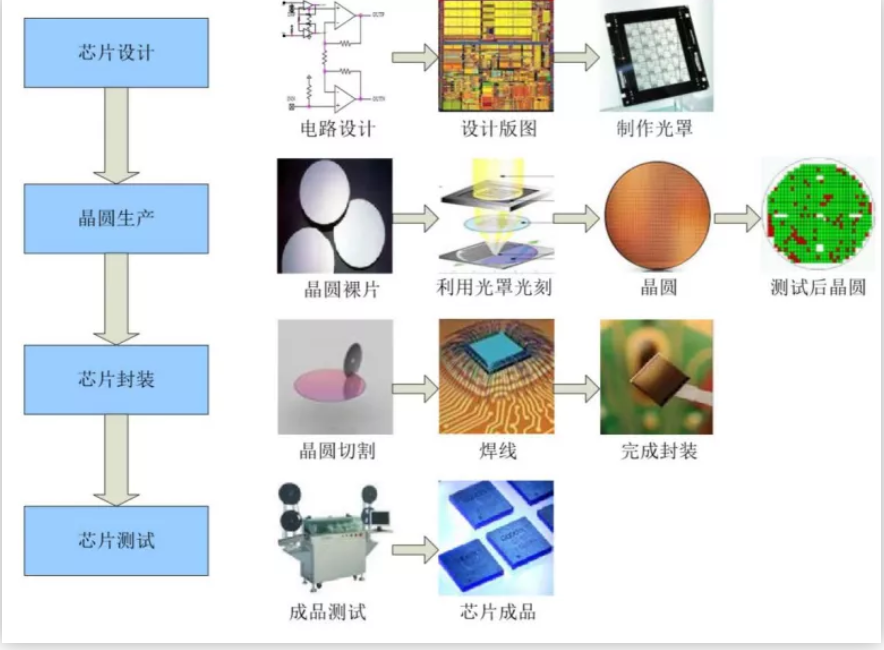 芯片设计
电路设计
设计版图
制作光罩
晶圆生产
晶圆裸片
利用光罩光刻
晶圆
测试后晶圆
芯片封装
晶圆切割
焊线
完成封装
芯片测试
成品测试
芯片成品